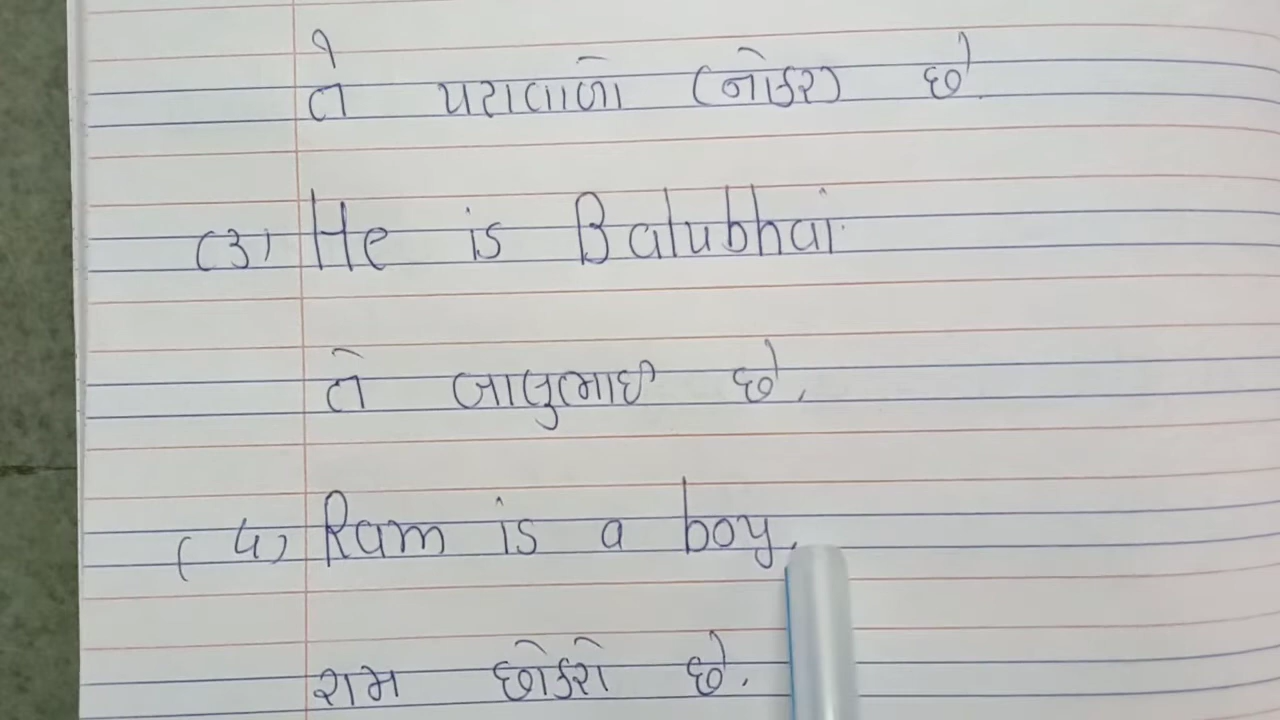 તે પટાવાળો (નોકર) છે.
(3) He is Balubhai.
તે બાલુભાઈ છે.
(4) Ram is a boy.
રામ છોકરો છે.